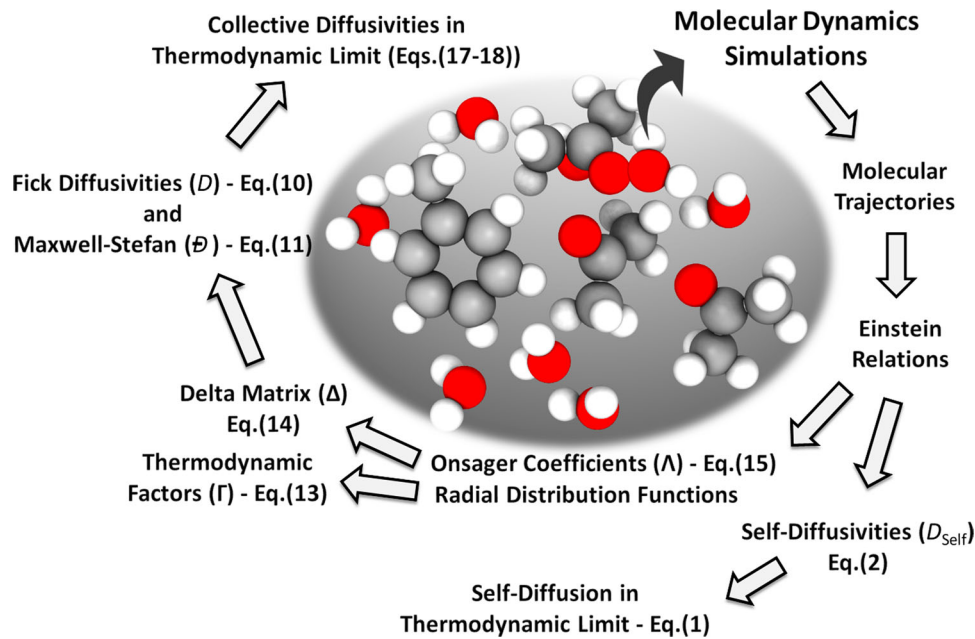 Molecular Dynamics
Simulations
Molecular
Trajectories
Einstein
Relations
Self-Diffusivities (D_Self)
Eq.(2)
Self-Diffusion in
Thermodynamic Limit - Eq.(1)
Onsager Coefficients (Λ) - Eq.(15)
Radial Distribution Functions
Delta Matrix (Δ)
Eq.(14)
Thermodynamic
Factors (Γ) - Eq.(13)
Fick Diffusivities (D) - Eq.(10)
and
Maxwell-Stefan (Đ) - Eq.(11)
Collective Diffusivities in
Thermodynamic Limit (Eqs.(17-18))